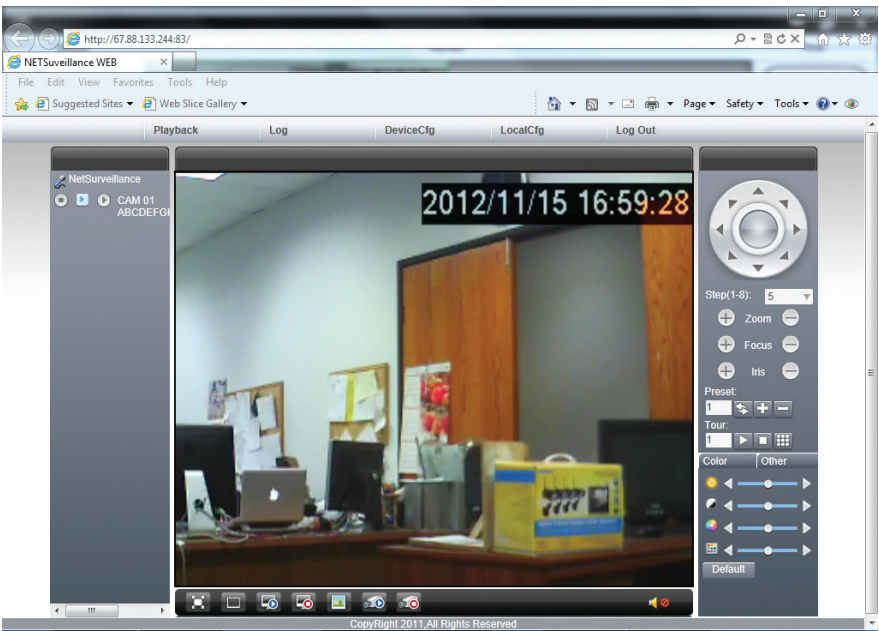 http://67.88.133.244:83/
NETSuveillance WEB
File Edit View Favorites Tools Help
Suggested Sites Web Slice Gallery
Page Safety Tools
Playback Log DeviceCfg LocalCfg Log Out
NetSurveillance
CAM 01
ABCDEFGI
2012/11/15 16:59:28
Step(1-8): 5
Zoom
Focus
Iris
Preset:
1
Tour:
1
Color Other
Default
CopyRight 2011,All Rights Reserved